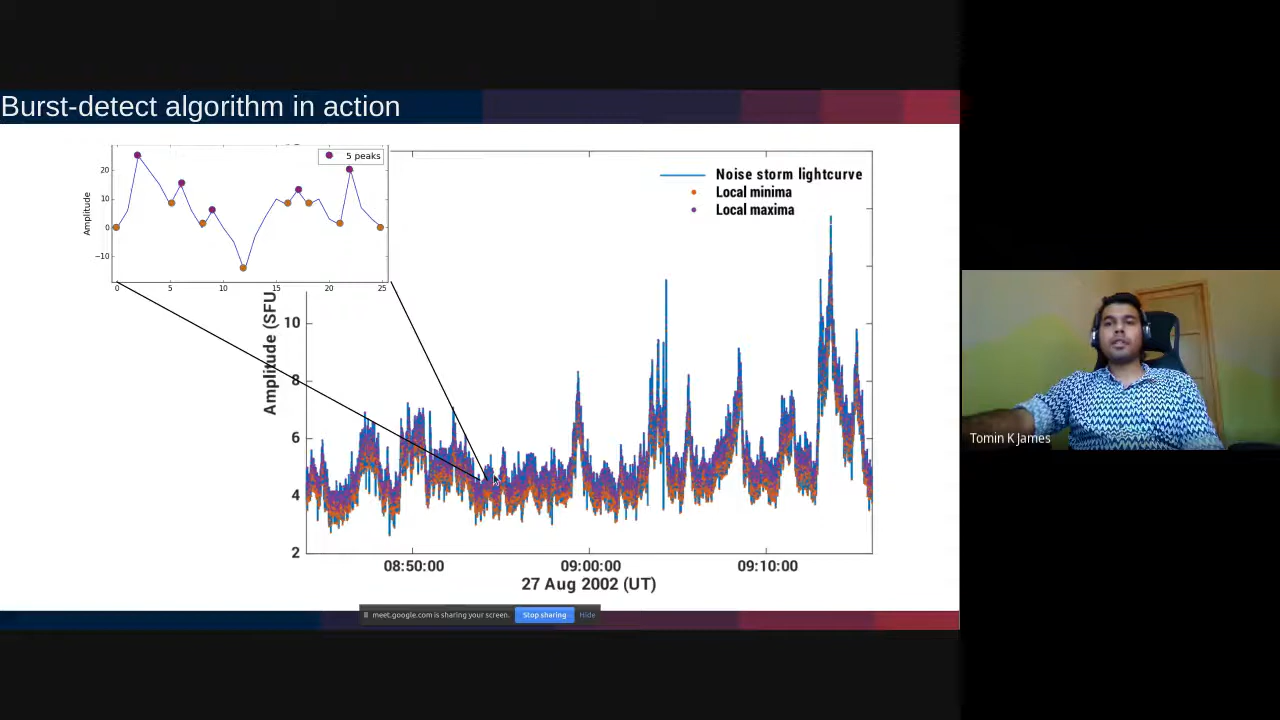 Burst-detect algorithm in action
5 peaks
20
10
0
−10
Amplitude
0 5 10 15 20 25
Noise storm lightcurve
Local minima
Local maxima
Amplitude (SFU
10
8
6
4
2
08:50:00 09:00:00 09:10:00
27 Aug 2002 (UT)
meet.google.com is sharing your screen. Stop sharing Hide
Tomin K James